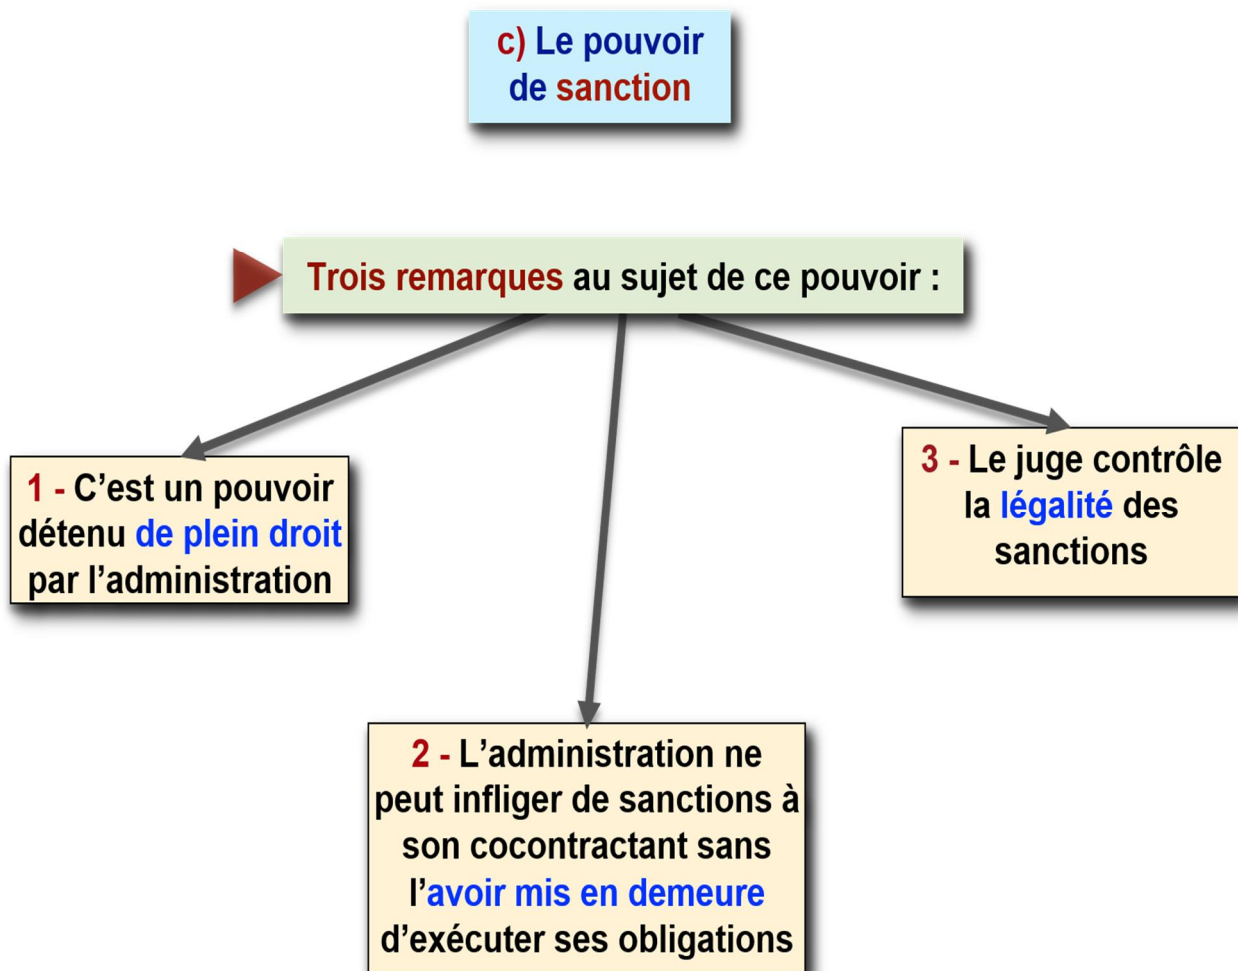 c) Le pouvoir
de sanction
Trois remarques au sujet de ce pouvoir :
1 - C’est un pouvoir
détenu de plein droit
par l’administration
3 - Le juge contrôle
la légalité des
sanctions
2 - L’administration ne
peut infliger de sanctions à
son cocontractant sans
l’avoir mis en demeure
d’exécuter ses obligations